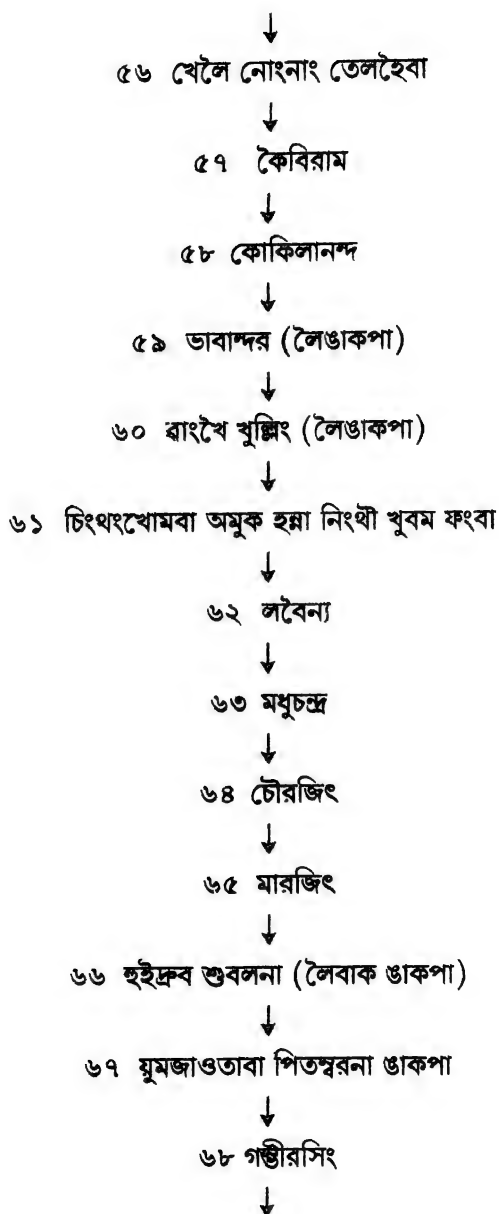 ↓
৫৬ খেলৈ নোংনাং তেলহৈবা
↓
৫৭ কৈবিরাম
↓
৫৮ কোকিলানন্দ
↓
৫৯ ভাবান্দর (লৈঙাকপা)
↓
৬০ ৱাংখৈ খুল্লিং (লৈঙাকপা)
↓
৬১ চিংথংখোমবা অমুক হন্না নিংথী খুবম ফংবা
↓
৬২ লবৈন্য
↓
৬৩ মধুচন্দ্র
↓
৬৪ চৌরজিৎ
↓
৬৫ মারজিৎ
↓
৬৬ হুইদ্রুব শুবলনা (লৈবাক ঙাকপা)
↓
৬৭ য়ুমজাওতাবা পিতম্বরনা ঙাকপা
↓
৬৮ গম্ভীরসিং
↓